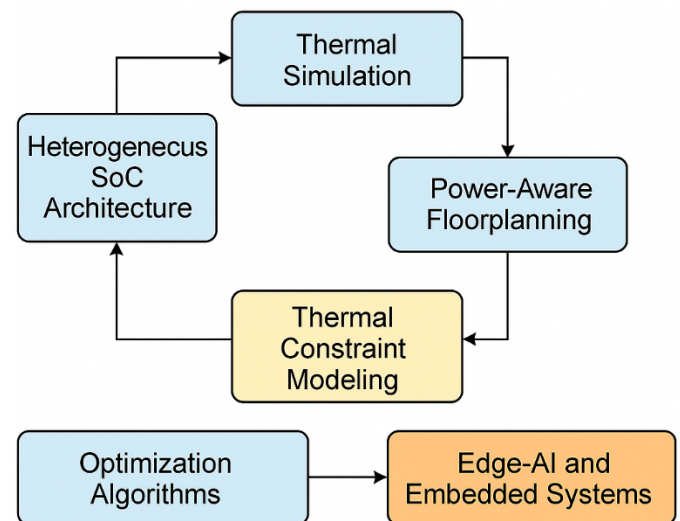 Thermal
Simulation
Heterogenecus
SoC
Architecture
Power-Aware
Floorplanning
Thermal
Constraint
Modeling
Optimization
Algorithms
Edge-AI and
Embedded Systems